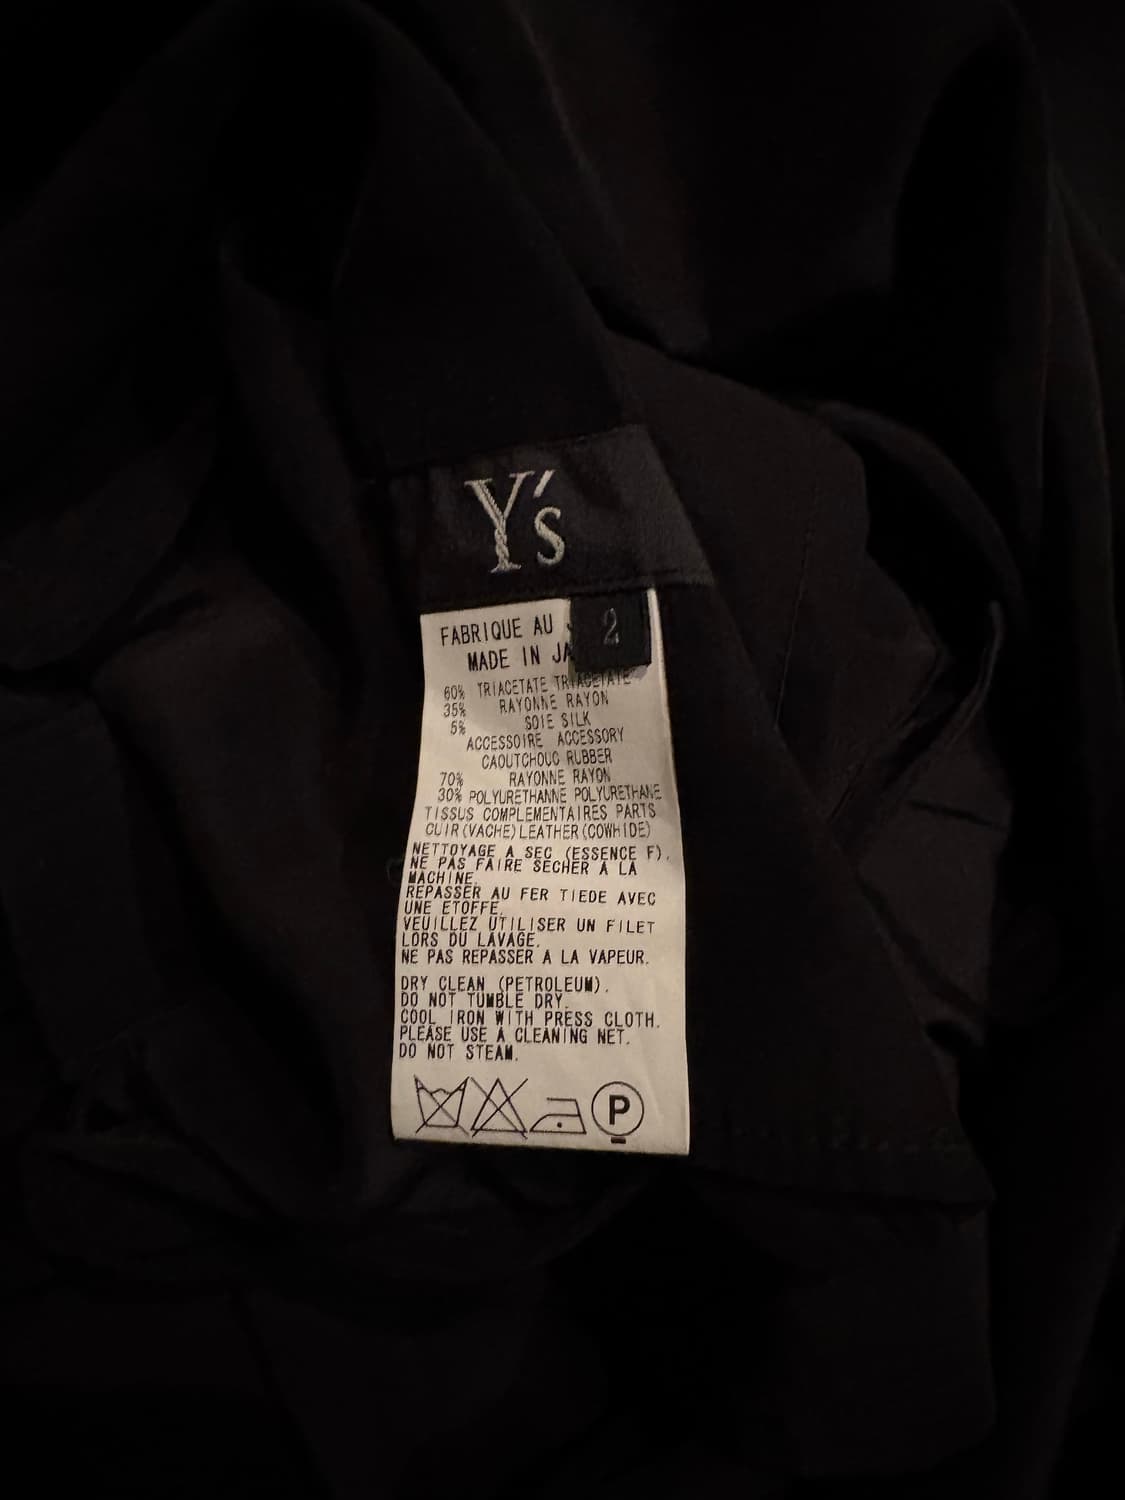 Y's
2
FABRIQUE AU
MADE IN JA
60% TRIACETATE TRIACETATE
35% RAYONNE RAYON
5% SOIE SILK
ACCESSOIRE ACCESSORY
CAOUTCHOUC RUBBER
70% RAYONNE RAYON
30% POLYURETHANNE POLYURETHANE
TISSUS COMPLEMENTAIRES PARTS
CUIR(VACHE)LEATHER(COWHIDE)
NETTOYAGE A SEC (ESSENCE F).
NE PAS FAIRE SECHER A LA
MACHINE.
REPASSER AU FER TIEDE AVEC
UNE ETOFFE.
VEUILLEZ UTILISER UN FILET
LORS DU LAVAGE.
NE PAS REPASSER A LA VAPEUR.
DRY CLEAN (PETROLEUM).
DO NOT TUMBLE DRY.
COOL IRON WITH PRESS CLOTH.
PLEASE USE A CLEANING NET.
DO NOT STEAM.
P